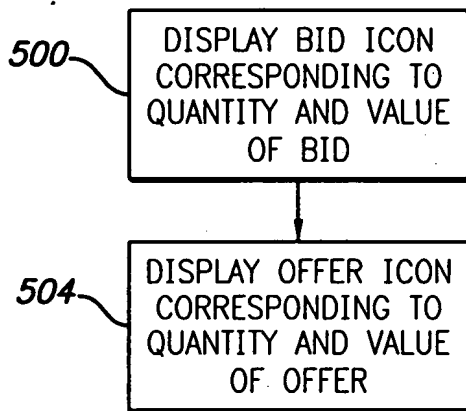 500
DISPLAY BID ICON
CORRESPONDING TO
QUANTITY AND VALUE
OF BID
504
DISPLAY OFFER ICON
CORRESPONDING TO
QUANTITY AND VALUE
OF OFFER